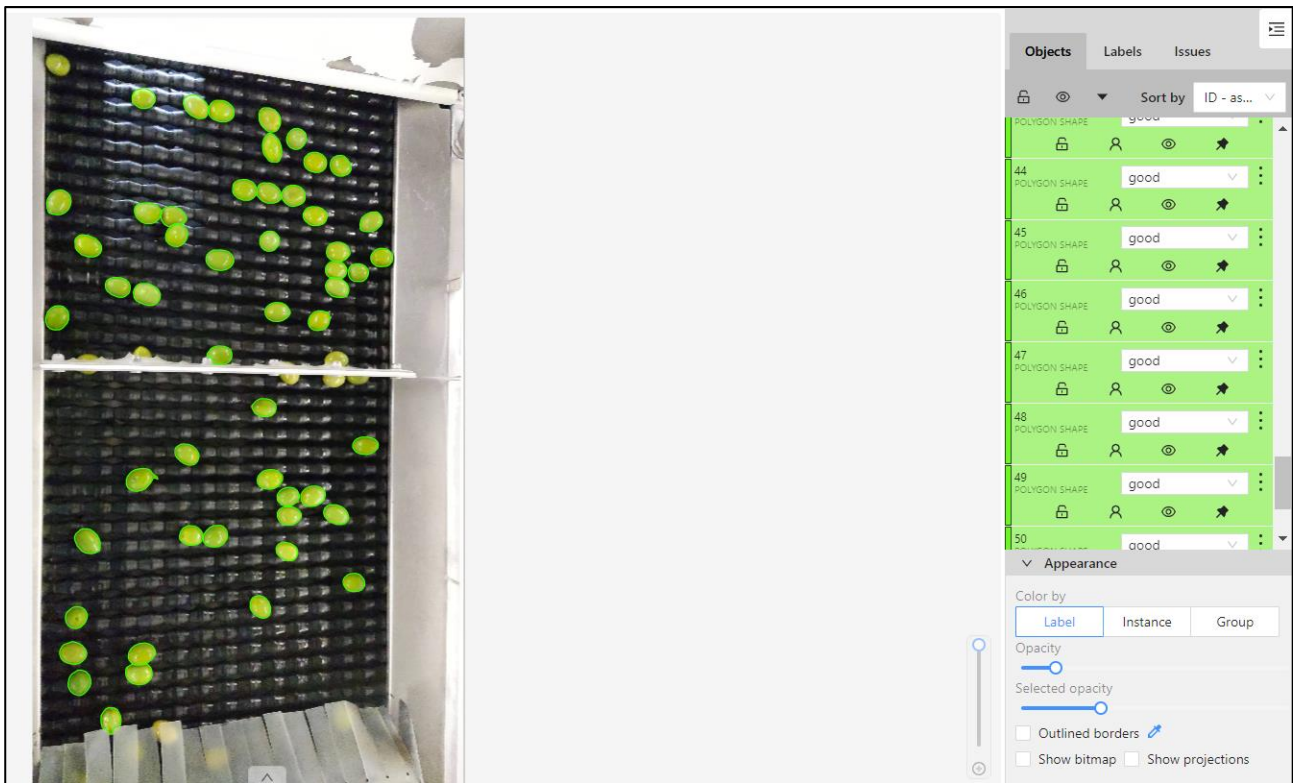 Objects Labels Issues
Sort by ID - as...
POLYGON SHAPE good
44
POLYGON SHAPE good
45
POLYGON SHAPE good
46
POLYGON SHAPE good
47
POLYGON SHAPE good
48
POLYGON SHAPE good
49
POLYGON SHAPE good
50
good
Appearance
Color by
Label Instance Group
Opacity
Selected opacity
Outlined borders
Show bitmap Show projections